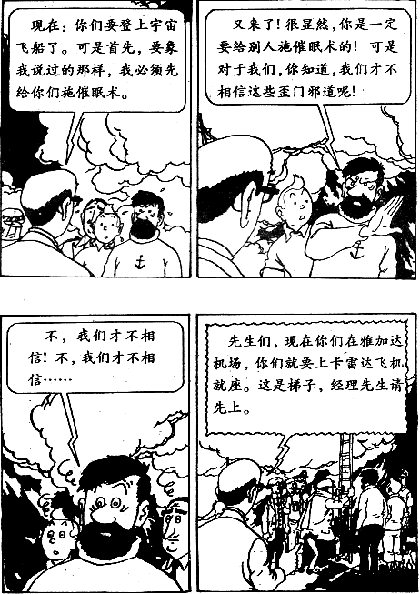 现在：你们要登上宇宙
飞船了。可是首先，要象
我说过的那样，我必须先
给你们施催眠术。
又来了！很显然，你是一定
要给别人施催眠术的！可是
对于我们，你知道，我们才不
相信这些歪门邪道呢！
不，我们才不相
信！不，我们才不相
信……
先生们，现在你们在雅加达
机场，你们就要上卡雷达飞机
就座。这是梯子，经理先生请
先上。